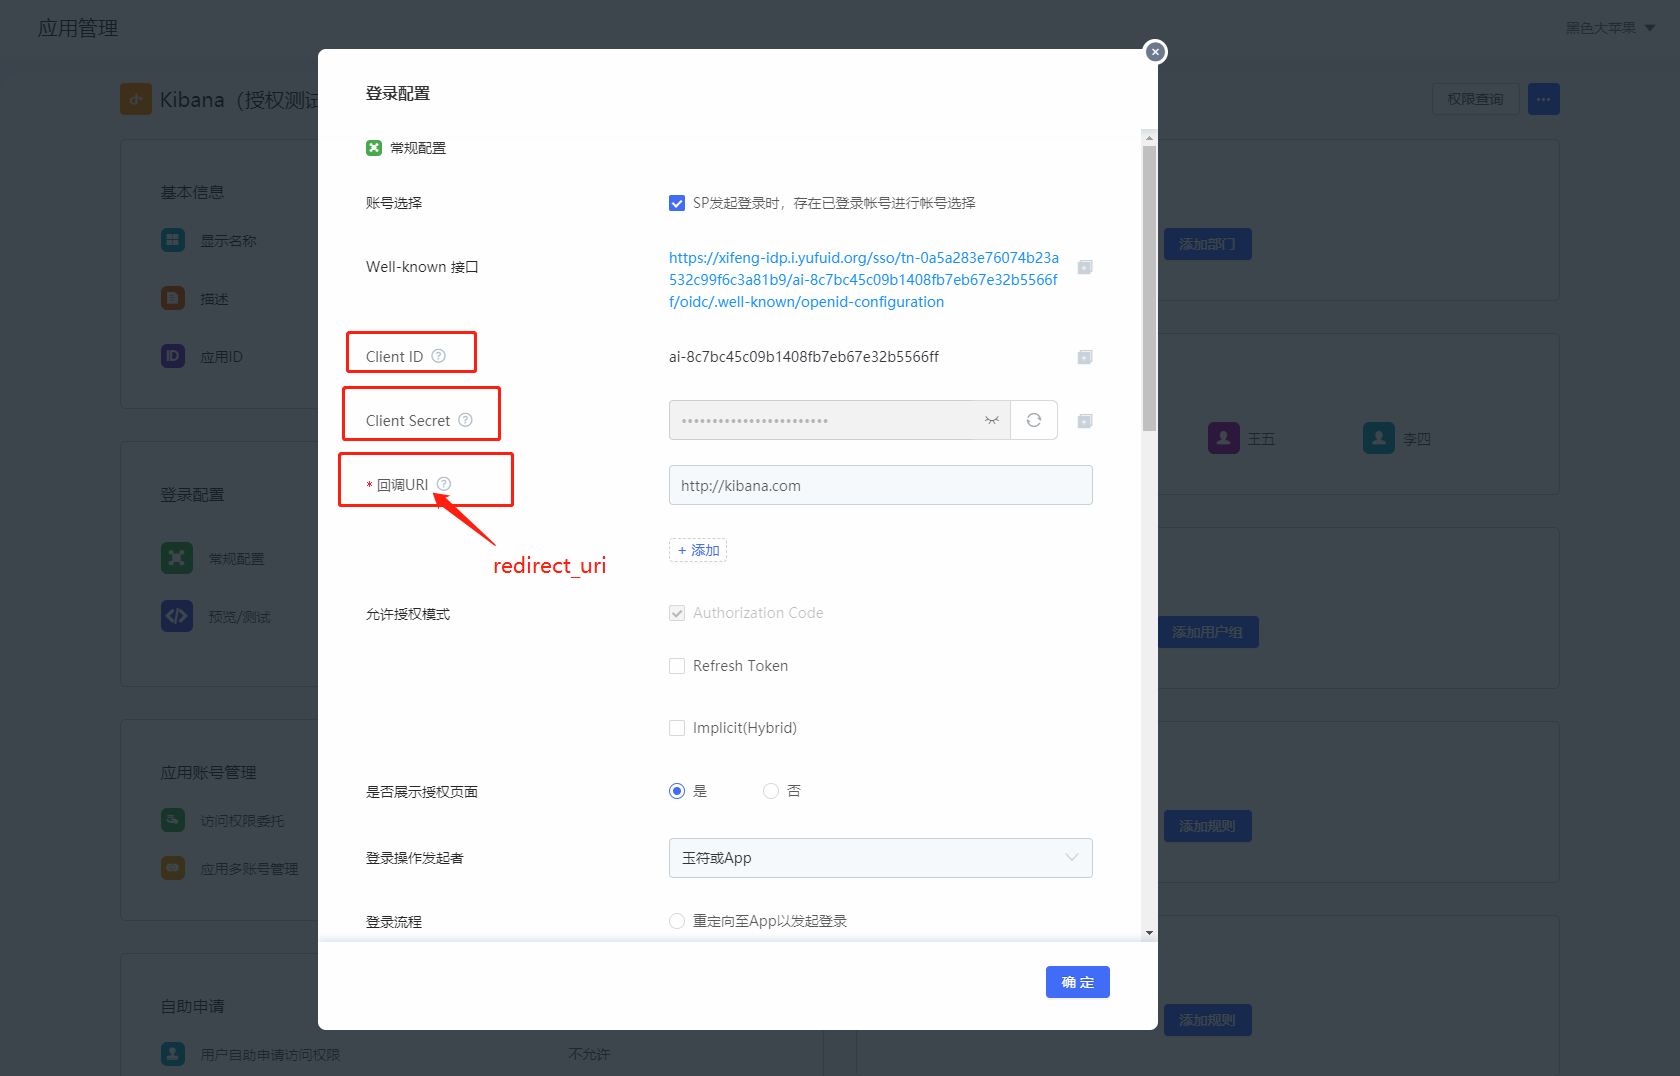 应用管理
黑色大苹果
Kibana（授权测试
权限查询
登录配置
常规配置
账号选择
SP发起登录时，存在已登录帐号进行帐号选择
Well-known 接口
https://xifeng-idp.i.yufuid.org/sso/tn-0a5a283e76074b23a
532c99f6c3a81b9/ai-8c7bc45c09b1408fb7eb67e32b5566f
f/oidc/.well-known/openid-configuration
Client ID
ai-8c7bc45c09b1408fb7eb67e32b5566ff
Client Secret
* 回调URI
http://kibana.com
+ 添加
redirect_uri
允许授权模式
Authorization Code
Refresh Token
Implicit(Hybrid)
是否展示授权页面
是
否
登录操作发起者
玉符或App
登录流程
重定向至App以发起登录
确 定
基本信息
显示名称
描述
ID
应用ID
登录配置
常规配置
预览/测试
应用账号管理
访问权限委托
应用多账号管理
自助申请
用户自助申请访问权限
不允许
添加部门
王五
李四
添加用户组
添加规则
添加规则